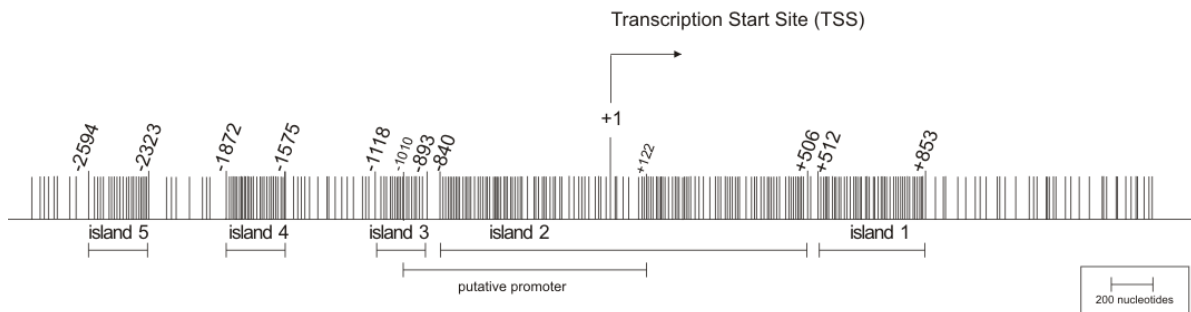 Transcription Start Site (TSS)
+1
-2594
-2323
-1872
-1575
-1118
-1010
-893
-840
+122
+506
+512
+853
island 5
island 4
island 3
island 2
island 1
putative promoter
200 nucleotides